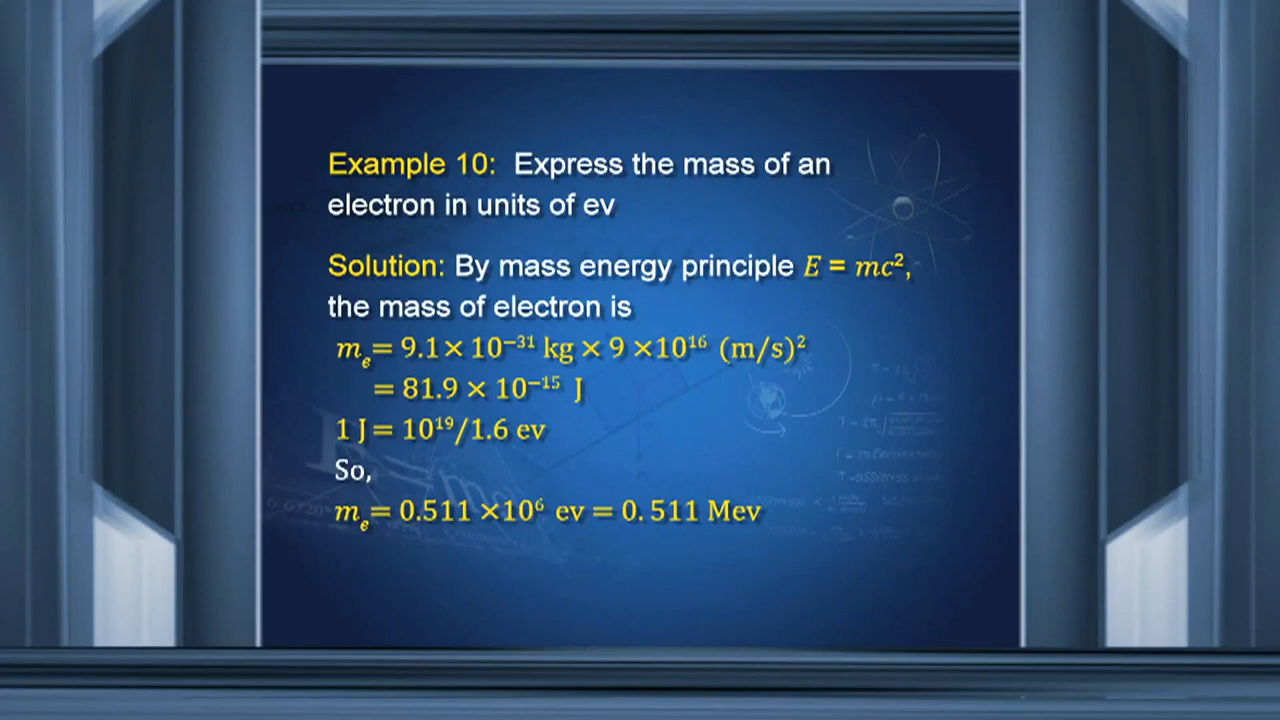 Example 10: Express the mass of an
electron in units of ev
Solution: By mass energy principle E = mc²,
the mass of electron is
mₑ= 9.1 × 10⁻³¹ kg × 9 ×10¹⁶ (m/s)²
= 81.9 × 10⁻¹⁵ J
1 J = 10¹⁹/1.6 ev
So,
mₑ= 0.511 ×10⁶ ev = 0.511 Mev